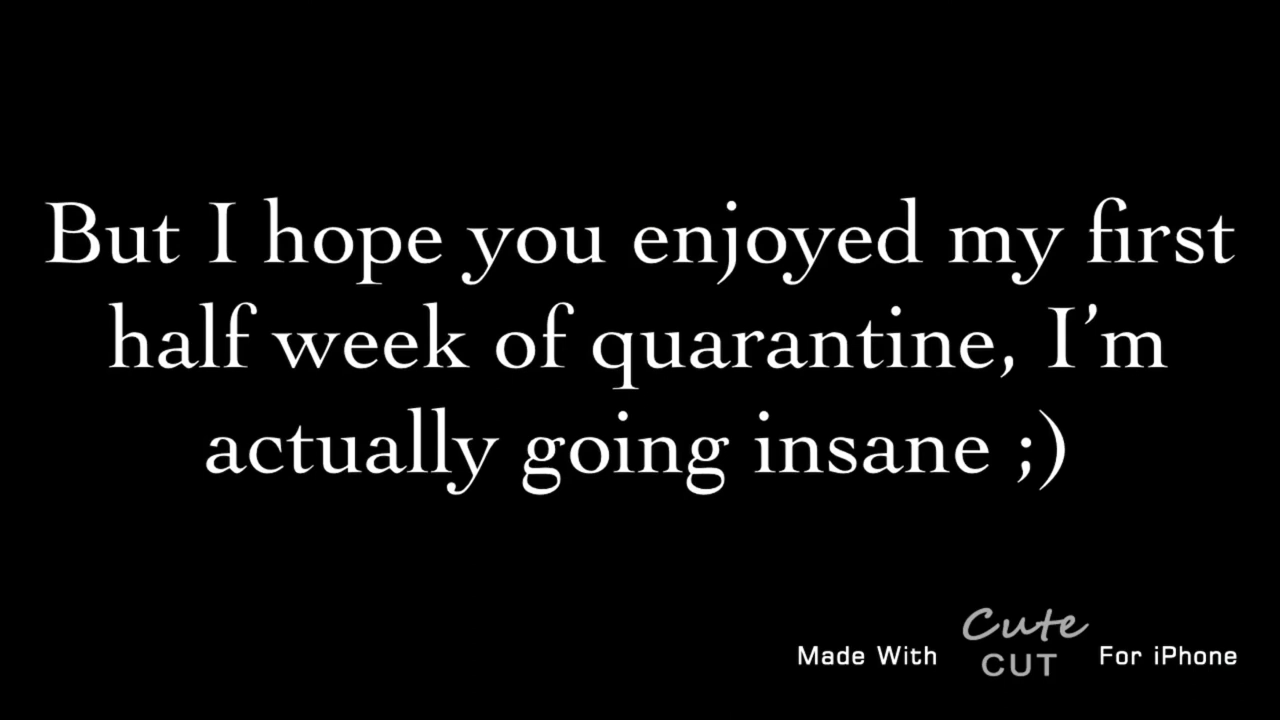 But I hope you enjoyed my first
half week of quarantine, I’m
actually going insane ;)
Made With Cute CUT For iPhone